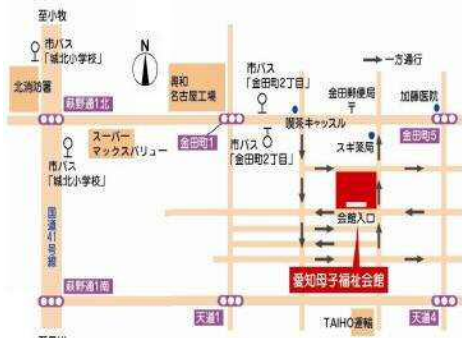 至小牧
市バス
「城北小学校」
N
北消防署
萩野通1北
興和
名古屋工場
市バス
「金田町2丁目」
一方通行
金田郵便局
〒
加藤医院
喫茶キャッスル
金田町1
金田町5
スーパー
マックスバリュー
市バス
「金田町2丁目」
スギ薬局
市バス
「城北小学校」
国道41号線
会館入口
愛知母子福祉会館
萩野通1南
天道1
天道4
TAIHO運輸